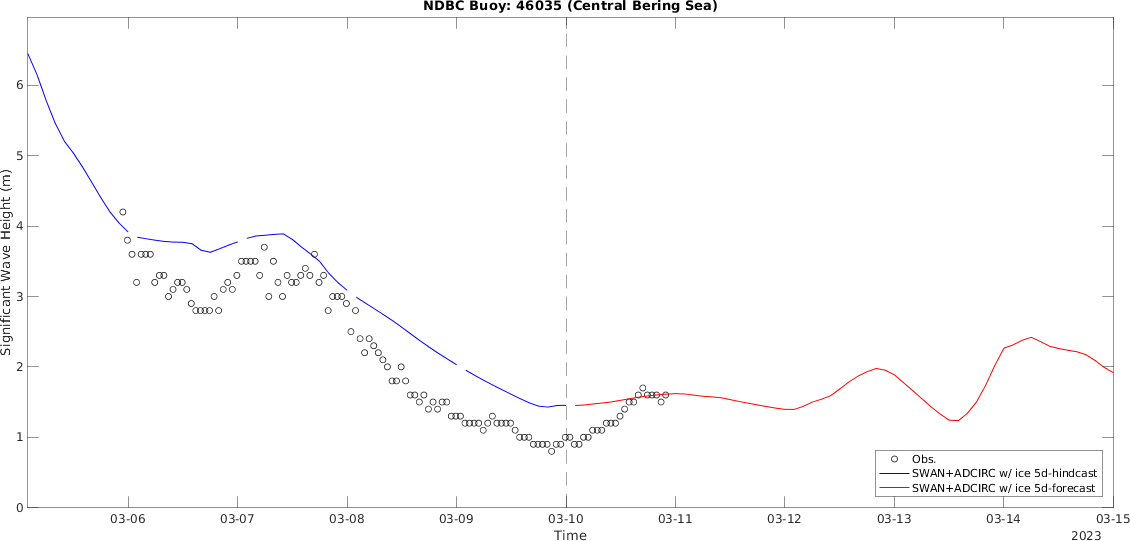 NDBC Buoy: 46035 (Central Bering Sea)
6
5
4
3
2
1
0
Significant Wave Height (m)
Obs.
SWAN+ADCIRC w/ ice 5d-hindcast
SWAN+ADCIRC w/ ice 5d-forecast
03-06 03-07 03-08 03-09 03-10 03-11 03-12 03-13 03-14 03-15
Time
2023